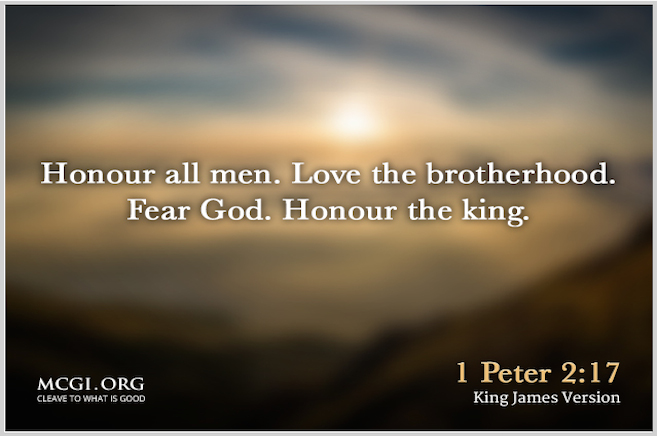 Honour all men. Love the brotherhood.
Fear God. Honour the king.
1 Peter 2:17
King James Version
MCGI.ORG
CLEAVE TO WHAT IS GOOD